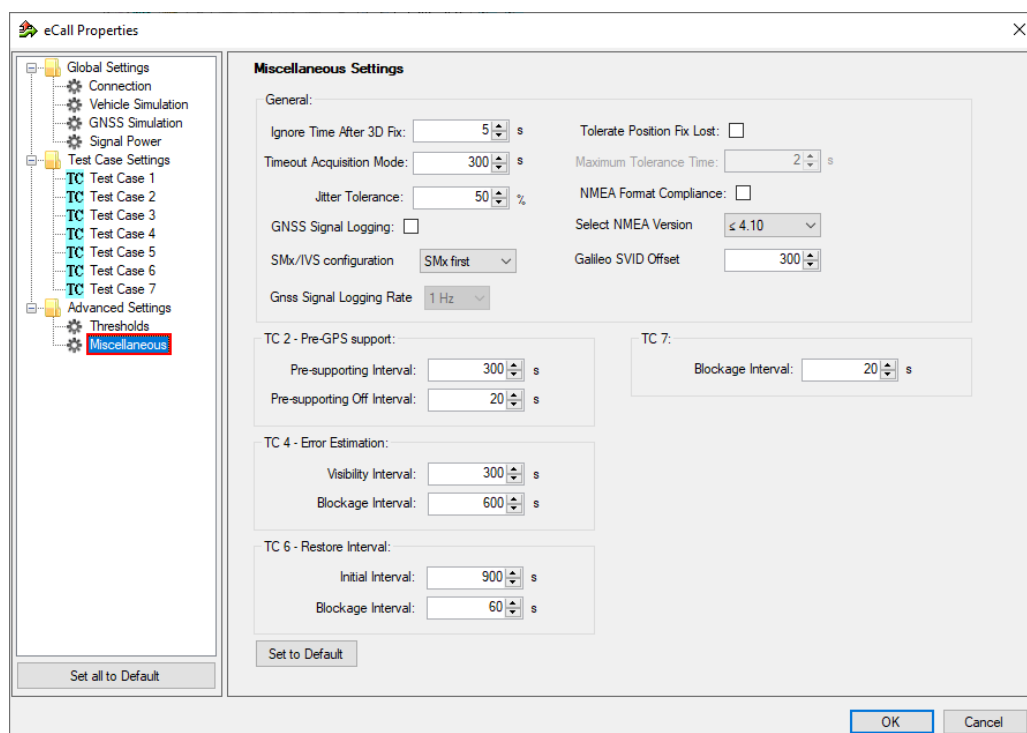 eCall Properties
Global Settings
Connection
Vehicle Simulation
GNSS Simulation
Signal Power
Test Case Settings
TC Test Case 1
TC Test Case 2
TC Test Case 3
TC Test Case 4
TC Test Case 5
TC Test Case 6
TC Test Case 7
Advanced Settings
Thresholds
Miscellaneous
Set all to Default
Miscellaneous Settings
General:
Ignore Time After 3D Fix: 5 s
Timeout Acquisition Mode: 300 s
Jitter Tolerance: 50 %
GNSS Signal Logging:
SMx/IVS configuration SMx first
Gnss Signal Logging Rate 1 Hz
Tolerate Position Fix Lost:
Maximum Tolerance Time: 2 s
NMEA Format Compliance:
Select NMEA Version ≤ 4.10
Galileo SVID Offset 300
TC 2 - Pre-GPS support:
Pre-supporting Interval: 300 s
Pre-supporting Off Interval: 20 s
TC 7:
Blockage Interval: 20 s
TC 4 - Error Estimation:
Visibility Interval: 300 s
Blockage Interval: 600 s
TC 6 - Restore Interval:
Initial Interval: 900 s
Blockage Interval: 60 s
Set to Default
OK Cancel